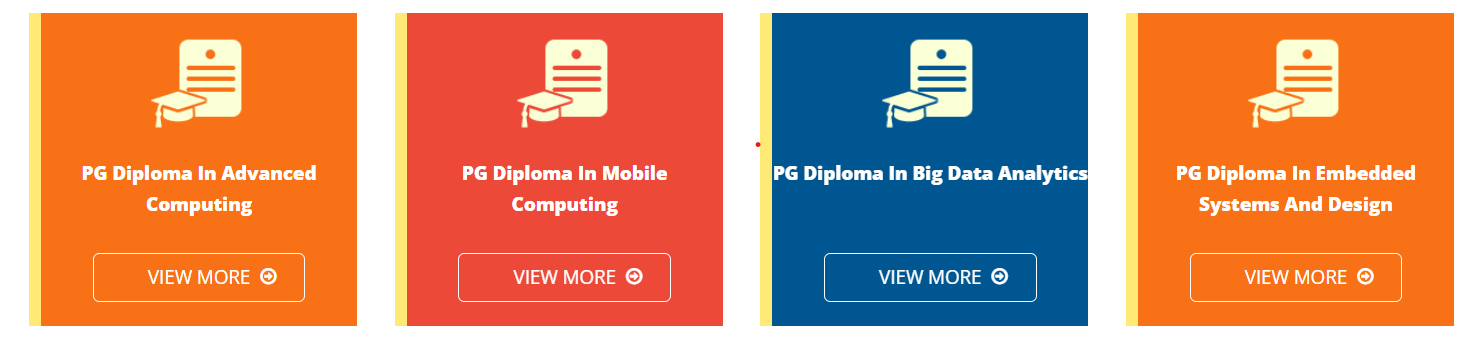 PG Diploma In Advanced
Computing
VIEW MORE
PG Diploma In Mobile
Computing
VIEW MORE
PG Diploma In Big Data Analytics
VIEW MORE
PG Diploma In Embedded
Systems And Design
VIEW MORE